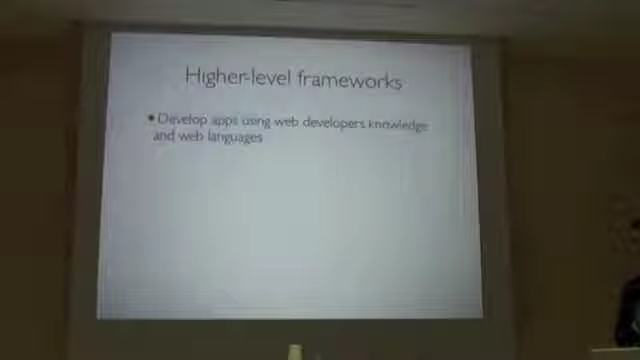 Higher-level frameworks
• Develop apps using web developers knowledge
and web languages